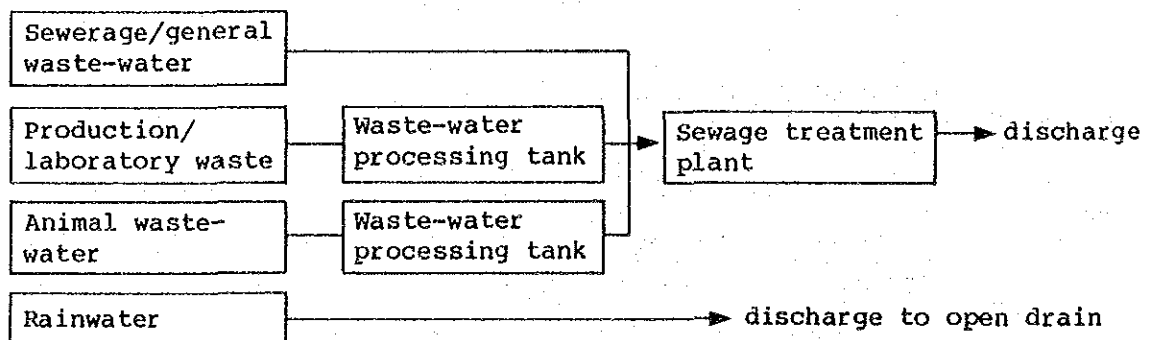 Sewerage/general
waste-water
Production/
laboratory waste
Waste-water
processing tank
Sewage treatment
plant
discharge
Animal waste-
water
Waste-water
processing tank
Rainwater
discharge to open drain